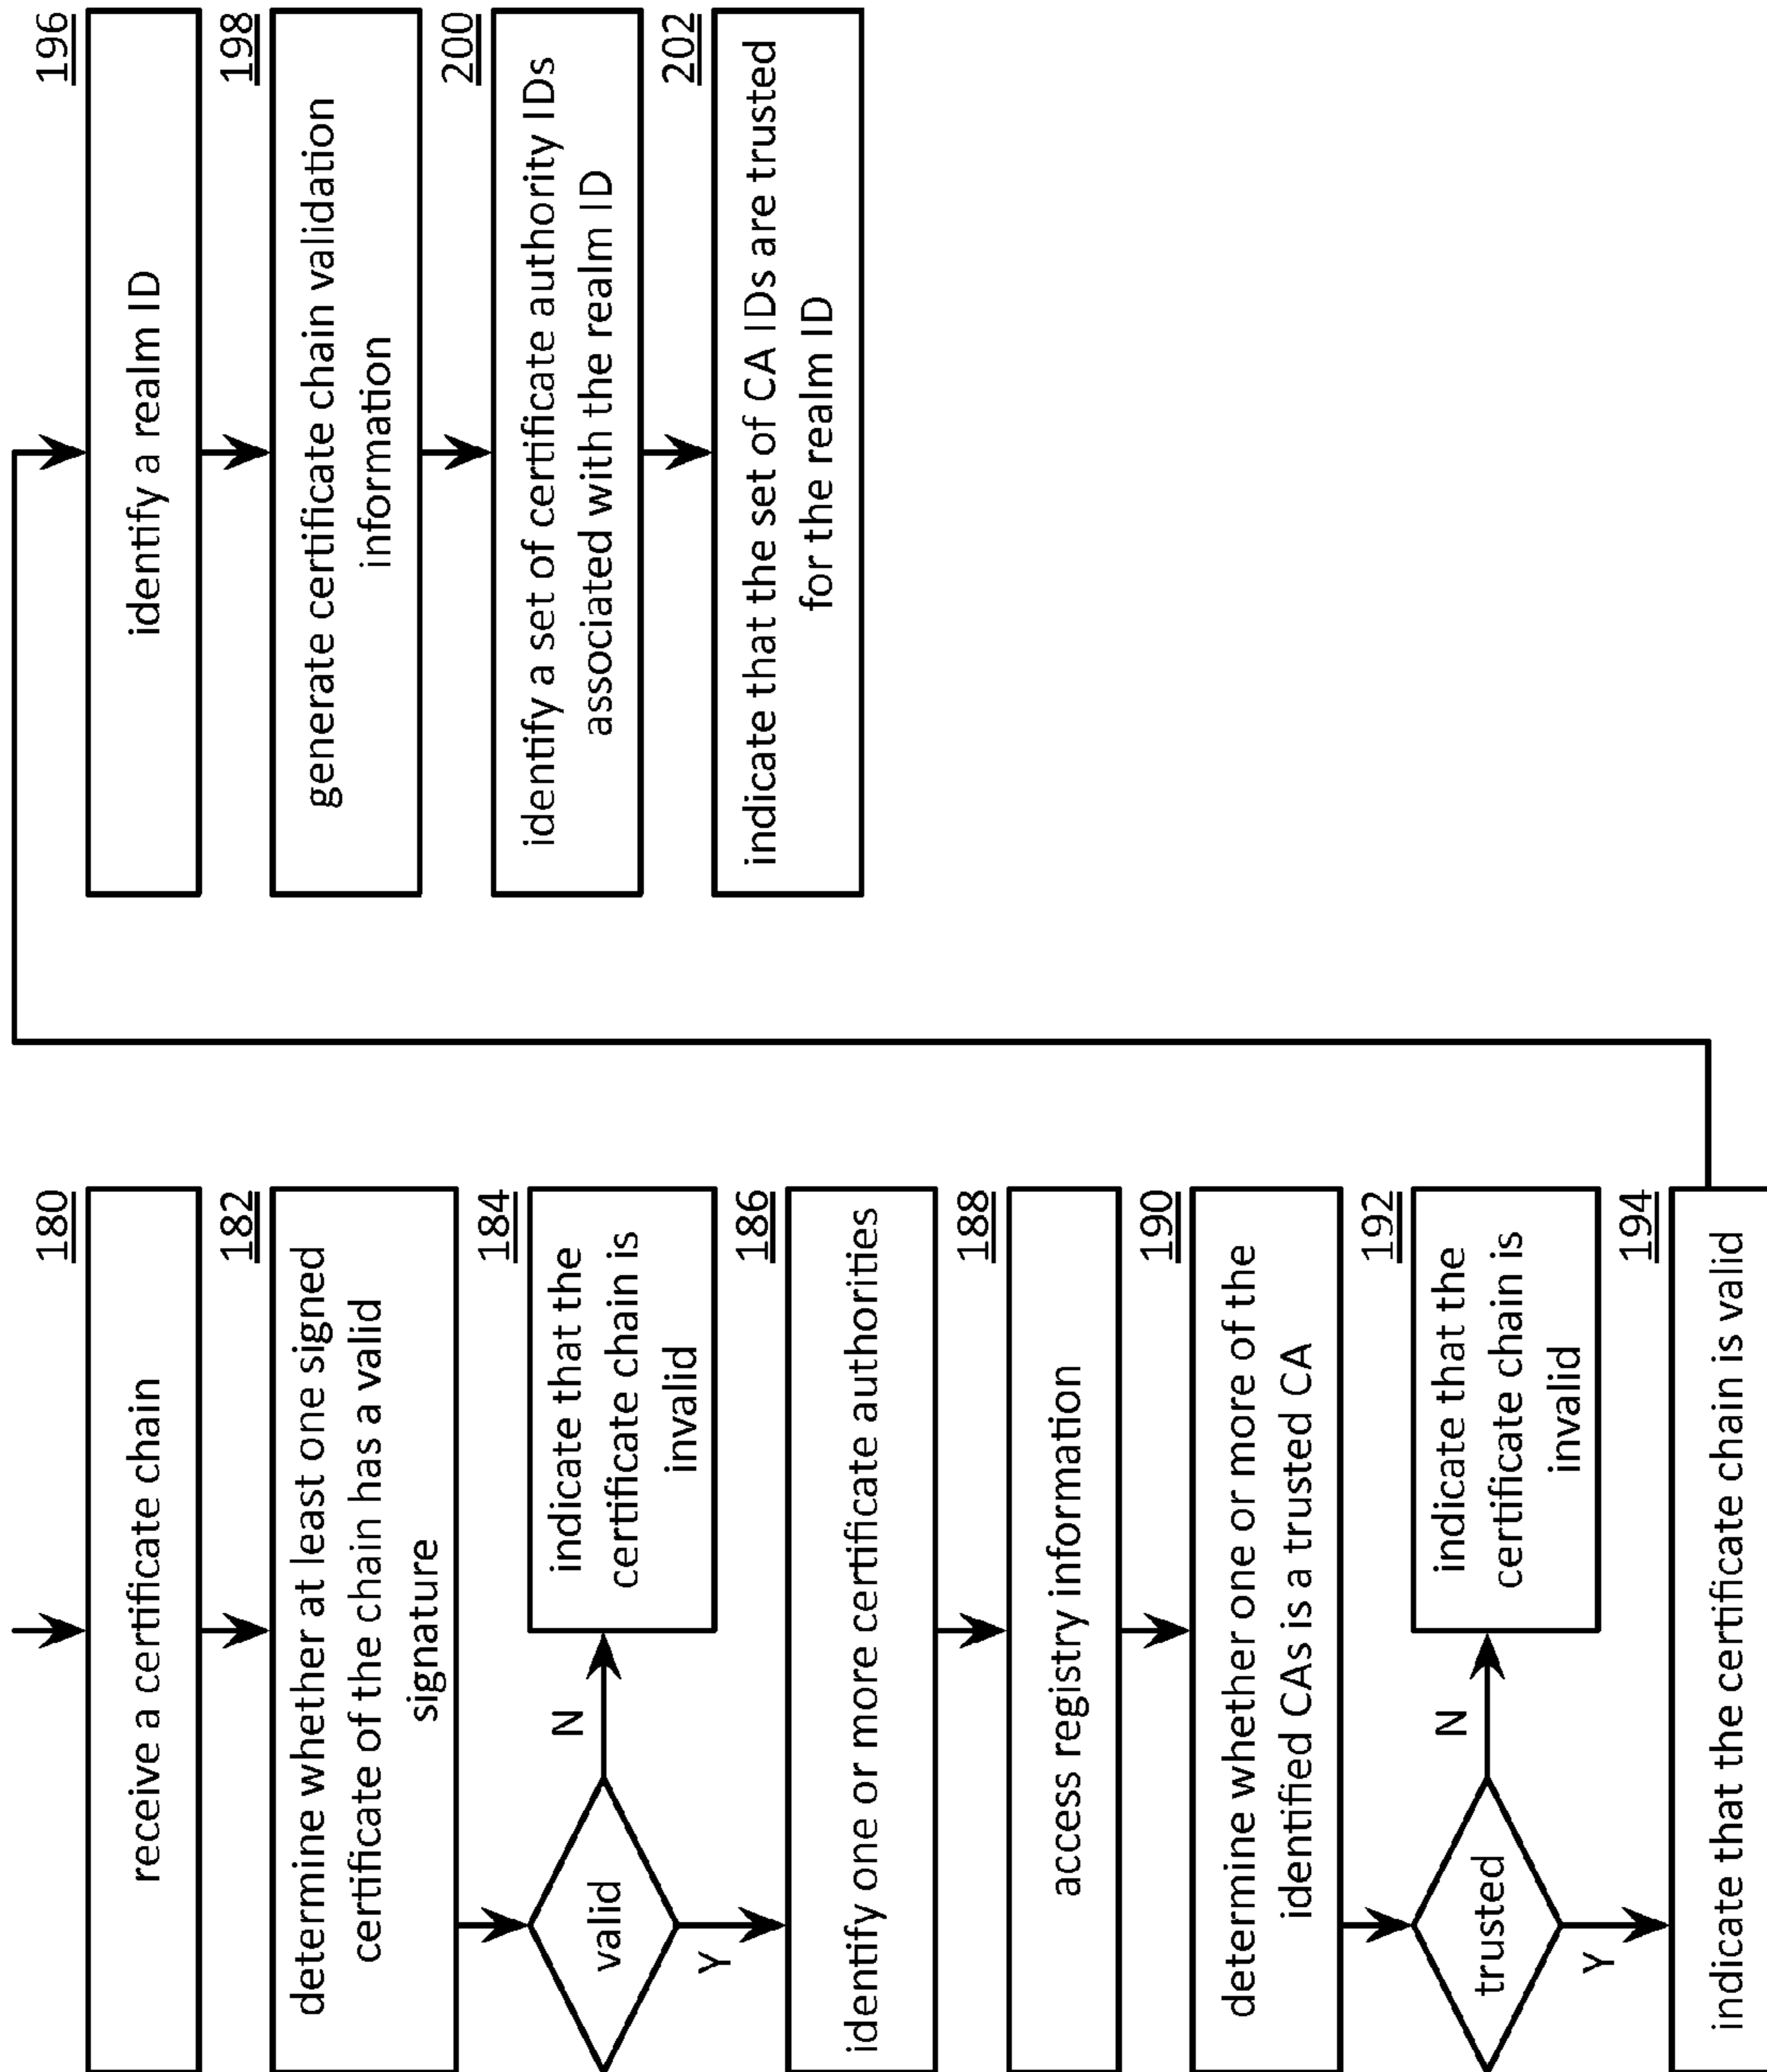 180
receive a certificate chain
182
determine whether at least one signed
certificate of the chain has a valid
signature
184
valid
N
indicate that the
certificate chain is
invalid
Y
186
identify one or more certificate authorities
188
access registry information
190
determine whether one or more of the
identified CAs is a trusted CA
192
trusted
N
indicate that the
certificate chain is
invalid
Y
194
indicate that the certificate chain is valid
196
identify a realm ID
198
generate certificate chain validation
information
200
identify a set of certificate authority IDs
associated with the realm ID
202
indicate that the set of CA IDs are trusted
for the realm ID